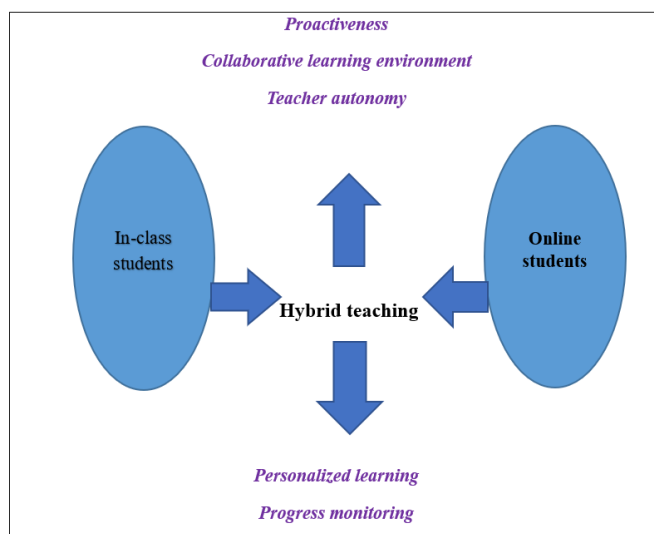 Proactiveness
Collaborative learning environment
Teacher autonomy
In-class
students
Online
students
Hybrid teaching
Personalized learning
Progress monitoring